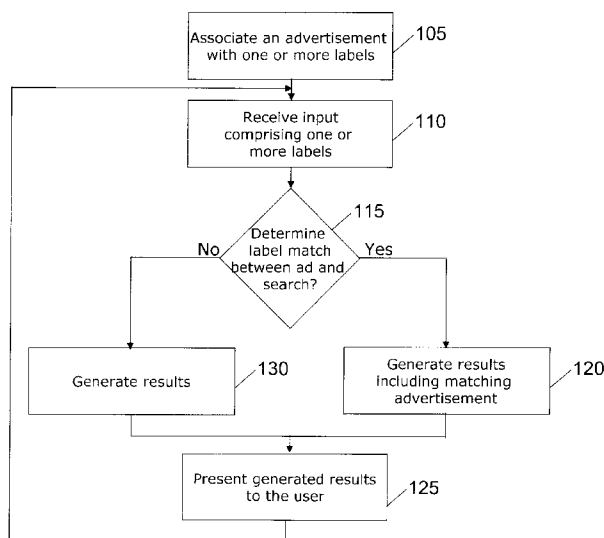 Associate an advertisement
with one or more labels
105
Receive input
comprising one or
more labels
110
115
Determine
label match
between ad and
search?
No
Yes
Generate results
130
Generate results
including matching
advertisement
120
Present generated results
to the user
125